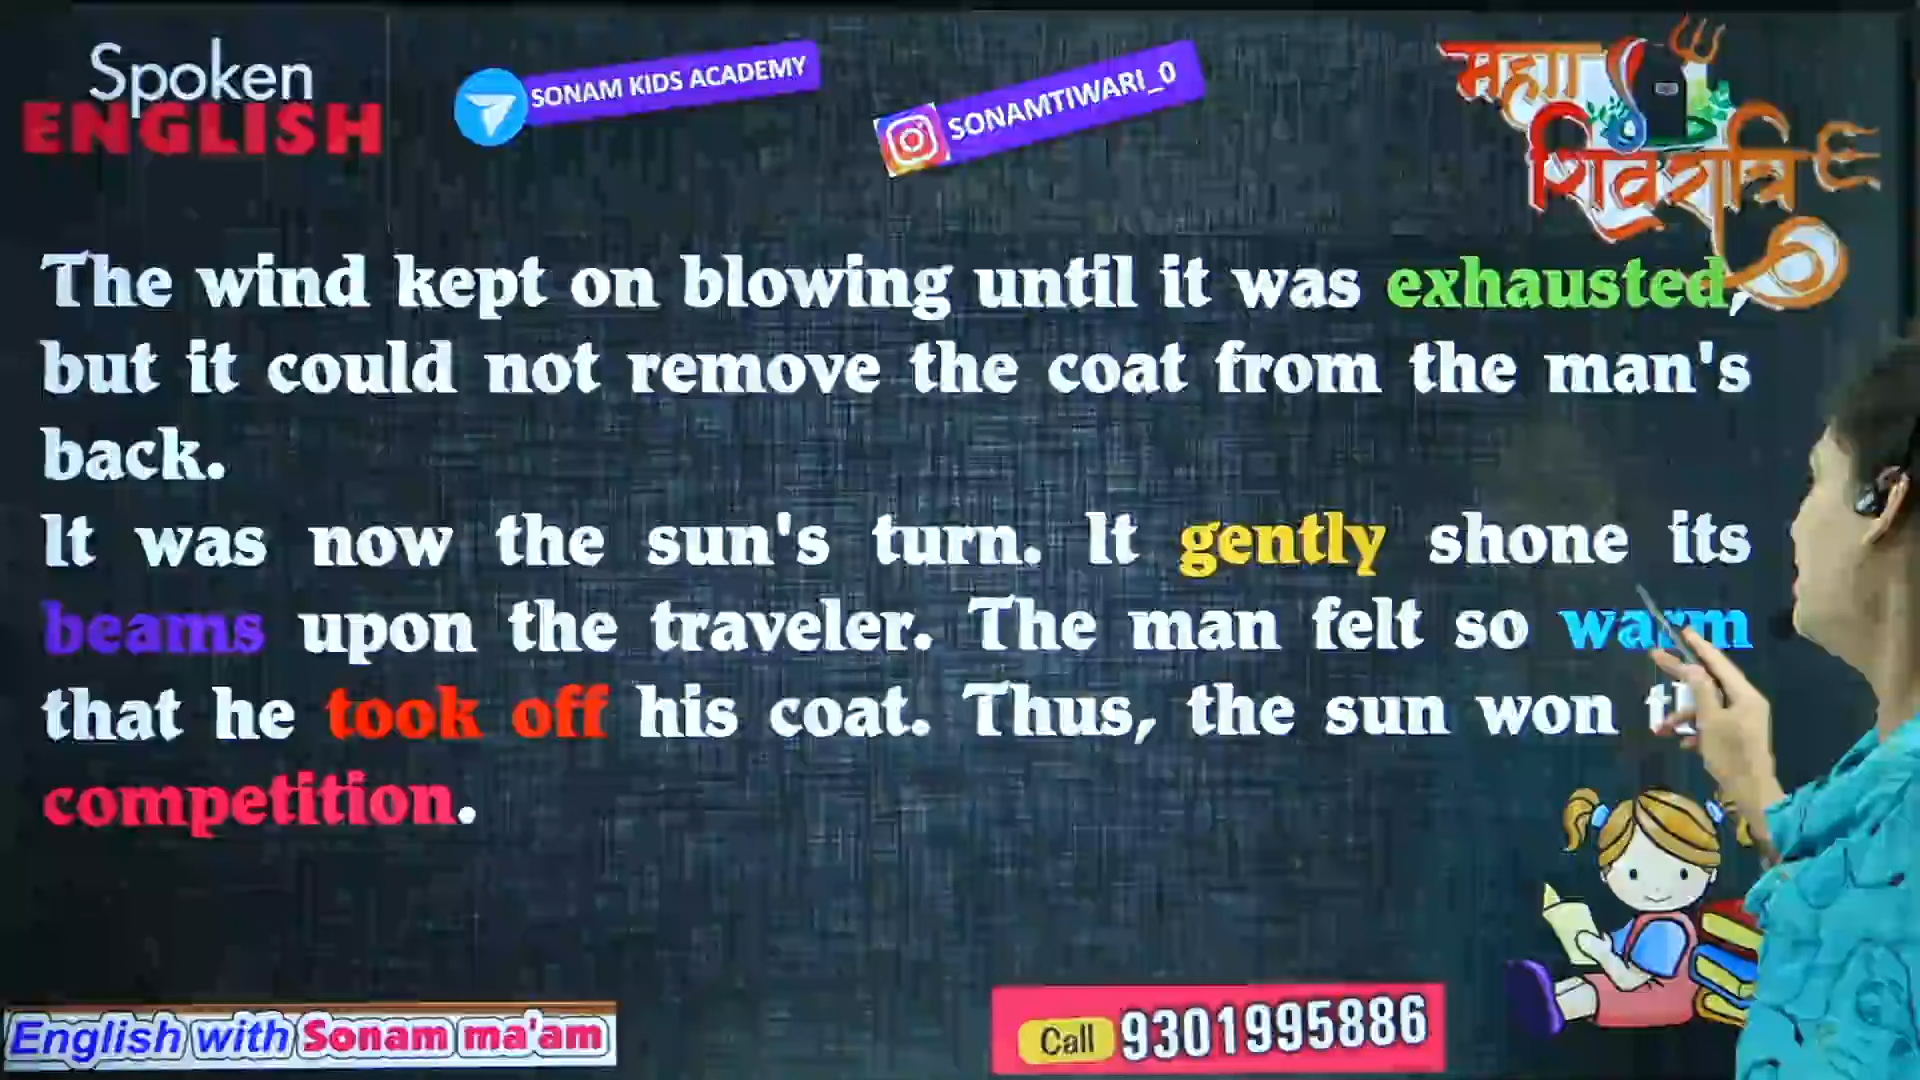 Spoken
ENGLISH
SONAM KIDS ACADEMY
SONAMTIWARI_0
महा
शिवरात्रि
The wind kept on blowing until it was exhausted,
but it could not remove the coat from the man's
back.
It was now the sun's turn. It gently shone its
beams upon the traveler. The man felt so warm
that he took off his coat. Thus, the sun won
competition.
English with Sonam ma'am
Call 9301995886